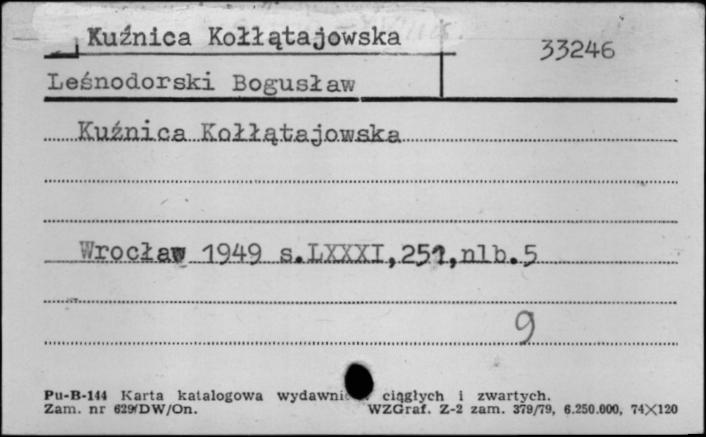 Kuźnica Kołłątajowska 33246
Leśnodorski Bogusław
Kuźnica Kołłątajowska
Wrocław 1949 s.LXXXI,251,nlb.5
9
Pu-B-144 Karta katalogowa ciągłych i zwartych.
Zam. nr 629/DW/On. WZGraf. Z-2 zam. 379/79, 6.250.000, 74X120